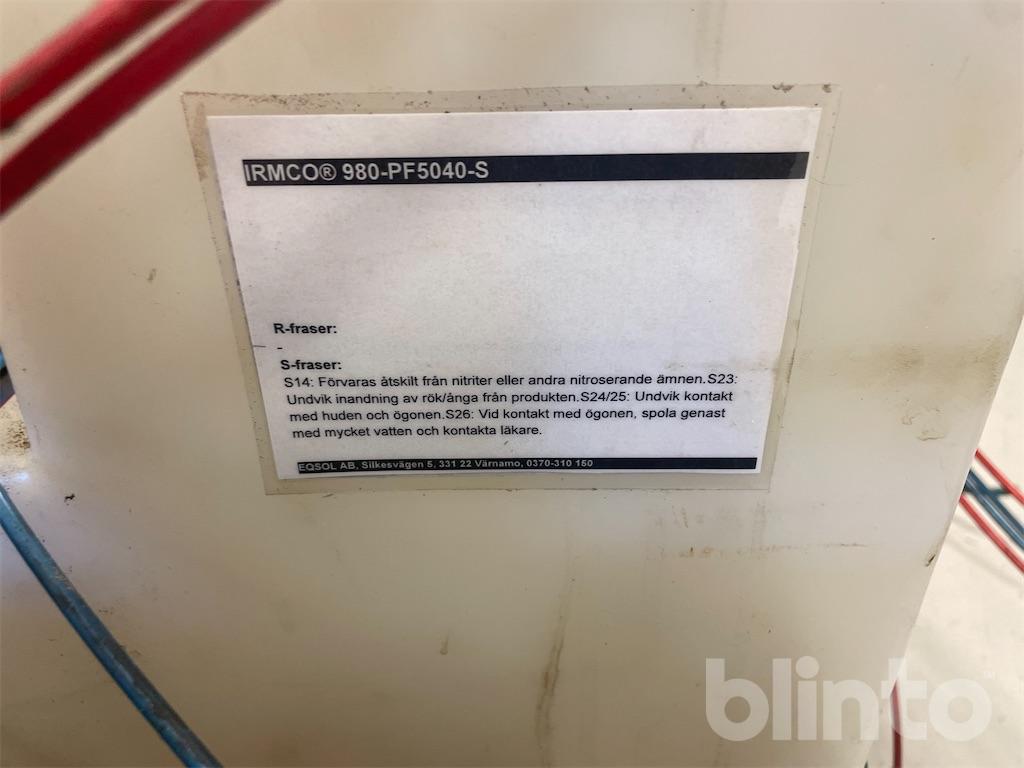 IRMCO® 980-PF5040-S
R-fraser:
-
S-fraser:
S14: Förvaras åtskilt från nitriter eller andra nitroserande ämnen.S23:
Undvik inandning av rök/ånga från produkten.S24/25: Undvik kontakt
med huden och ögonen.S26: Vid kontakt med ögonen, spola genast
med mycket vatten och kontakta läkare.
EQSOL AB, Silkesvägen 5, 331 22 Värnamo, 0370-310 150
blinto™